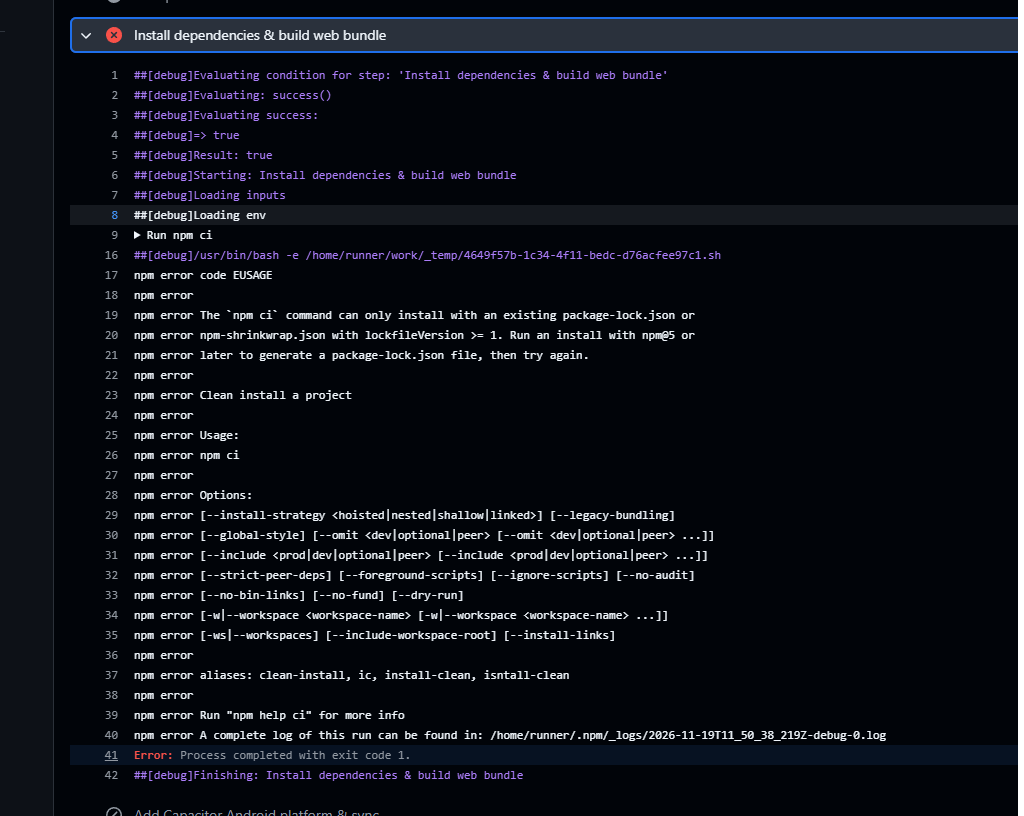 Install dependencies & build web bundle
1 ##[debug]Evaluating condition for step: 'Install dependencies & build web bundle'
2 ##[debug]Evaluating: success()
3 ##[debug]Evaluating success:
4 ##[debug]=> true
5 ##[debug]Result: true
6 ##[debug]Starting: Install dependencies & build web bundle
7 ##[debug]Loading inputs
8 ##[debug]Loading env
9 ▶ Run npm ci
16 ##[debug]/usr/bin/bash -e /home/runner/work/_temp/4649f57b-1c34-4f11-bedc-d76acfee97c1.sh
17 npm error code EUSAGE
18 npm error
19 npm error The `npm ci` command can only install with an existing package-lock.json or
20 npm error npm-shrinkwrap.json with lockfileVersion >= 1. Run an install with npm@5 or
21 npm error later to generate a package-lock.json file, then try again.
22 npm error
23 npm error Clean install a project
24 npm error
25 npm error Usage:
26 npm error npm ci
27 npm error
28 npm error Options:
29 npm error [--install-strategy <hoisted|nested|shallow|linked>] [--legacy-bundling]
30 npm error [--global-style] [--omit <dev|optional|peer> [--omit <dev|optional|peer> ...]]
31 npm error [--include <prod|dev|optional|peer> [--include <prod|dev|optional|peer> ...]]
32 npm error [--strict-peer-deps] [--foreground-scripts] [--ignore-scripts] [--no-audit]
33 npm error [--no-bin-links] [--no-fund] [--dry-run]
34 npm error [-w|--workspace <workspace-name> [-w|--workspace <workspace-name> ...]]
35 npm error [-ws|--workspaces] [--include-workspace-root] [--install-links]
36 npm error
37 npm error aliases: clean-install, ic, install-clean, isntall-clean
38 npm error
39 npm error Run "npm help ci" for more info
40 npm error A complete log of this run can be found in: /home/runner/.npm/_logs/2026-11-19T11_50_38_219Z-debug-0.log
41 Error: Process completed with exit code 1.
42 ##[debug]Finishing: Install dependencies & build web bundle
Add Capacitor Android platform & sync